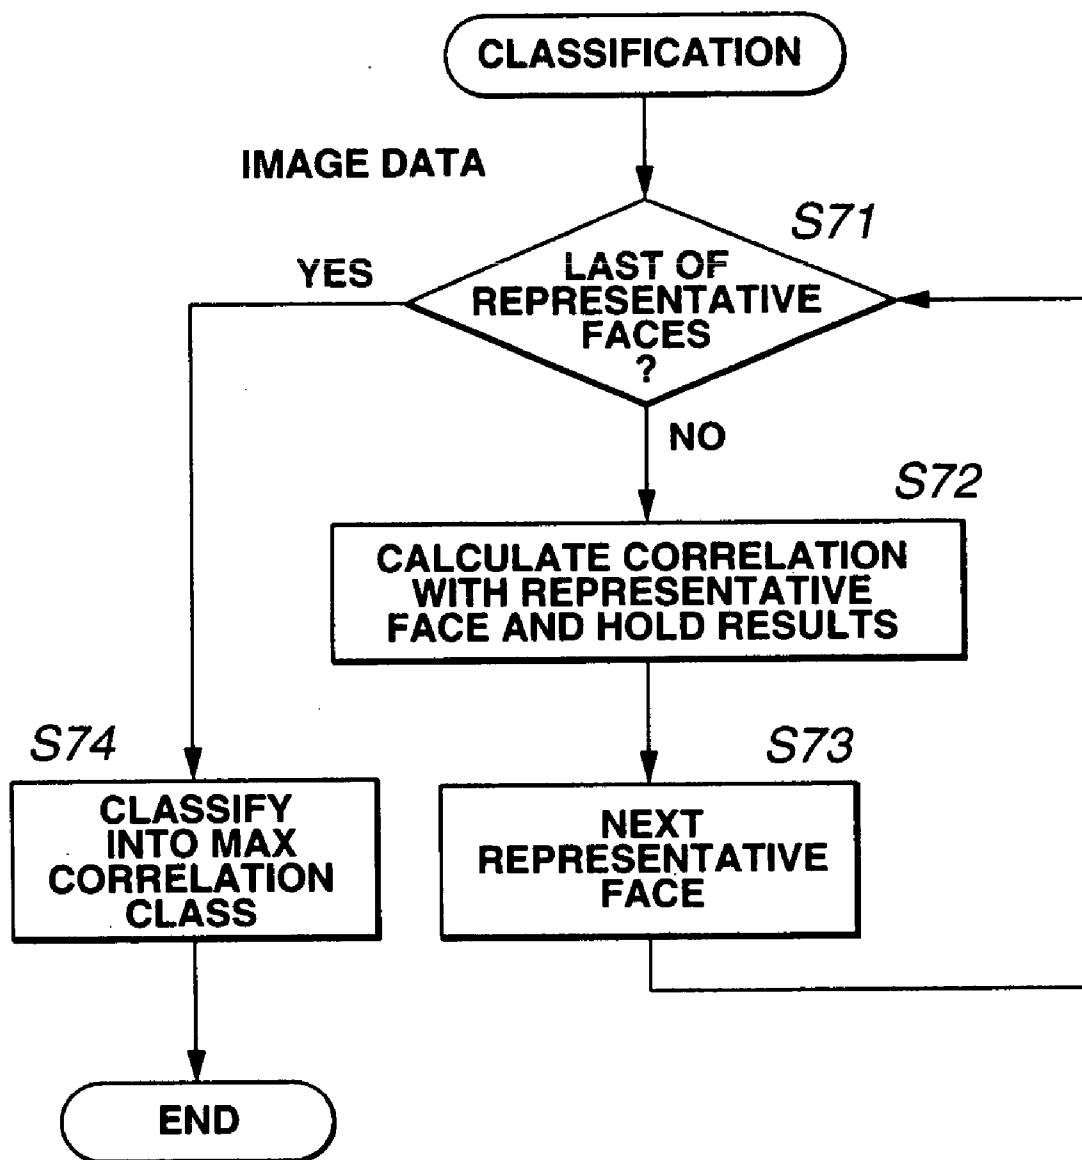 CLASSIFICATION
IMAGE DATA
S71
YES
LAST OF
REPRESENTATIVE
FACES
?
NO
S72
CALCULATE CORRELATION
WITH REPRESENTATIVE
FACE AND HOLD RESULTS
S74
S73
CLASSIFY
INTO MAX
CORRELATION
CLASS
NEXT
REPRESENTATIVE
FACE
END